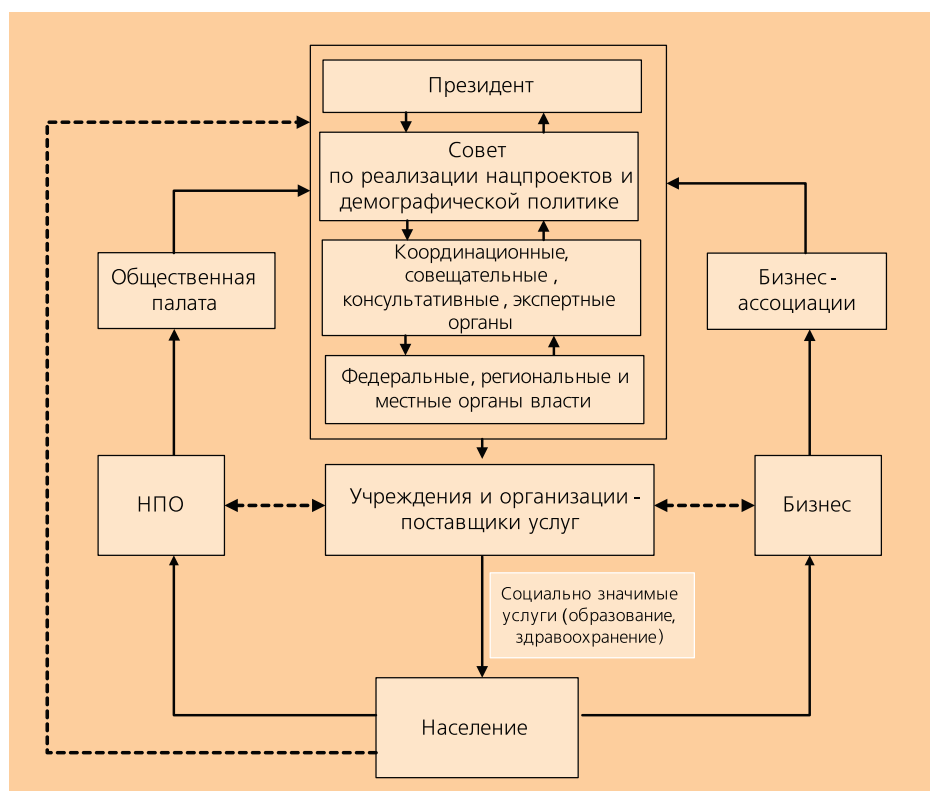 Президент
Совет
по реализации нацпроектов и
демографической политике
Координационные,
совещательные ,
консультативные , экспертные
органы
Общественная
палата
Бизнес -
ассоциации
Федеральные, региональные и
местные органы власти
НПО
Учреждения и организации -
поставщики услуг
Бизнес
Социально значимые
услуги (образование,
здравоохранение)
Население